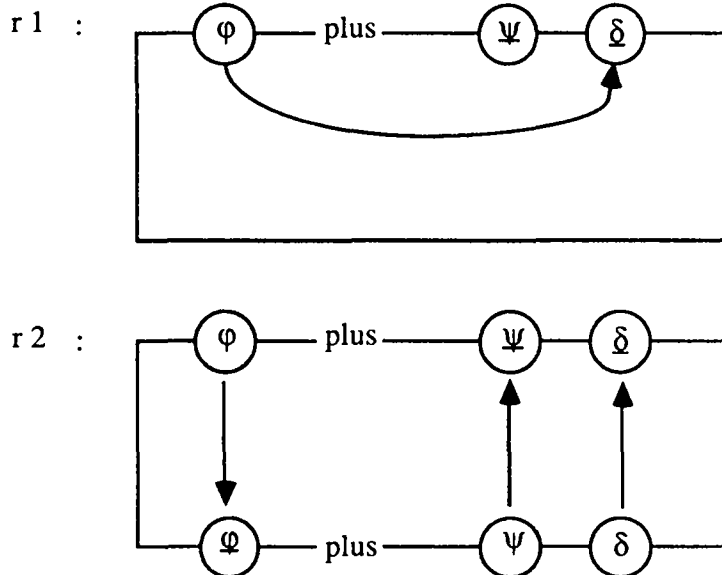 r 1 : φ plus ψ̲ δ̲
r 2 : φ plus ψ̲ δ̲
φ̲ plus ψ δ